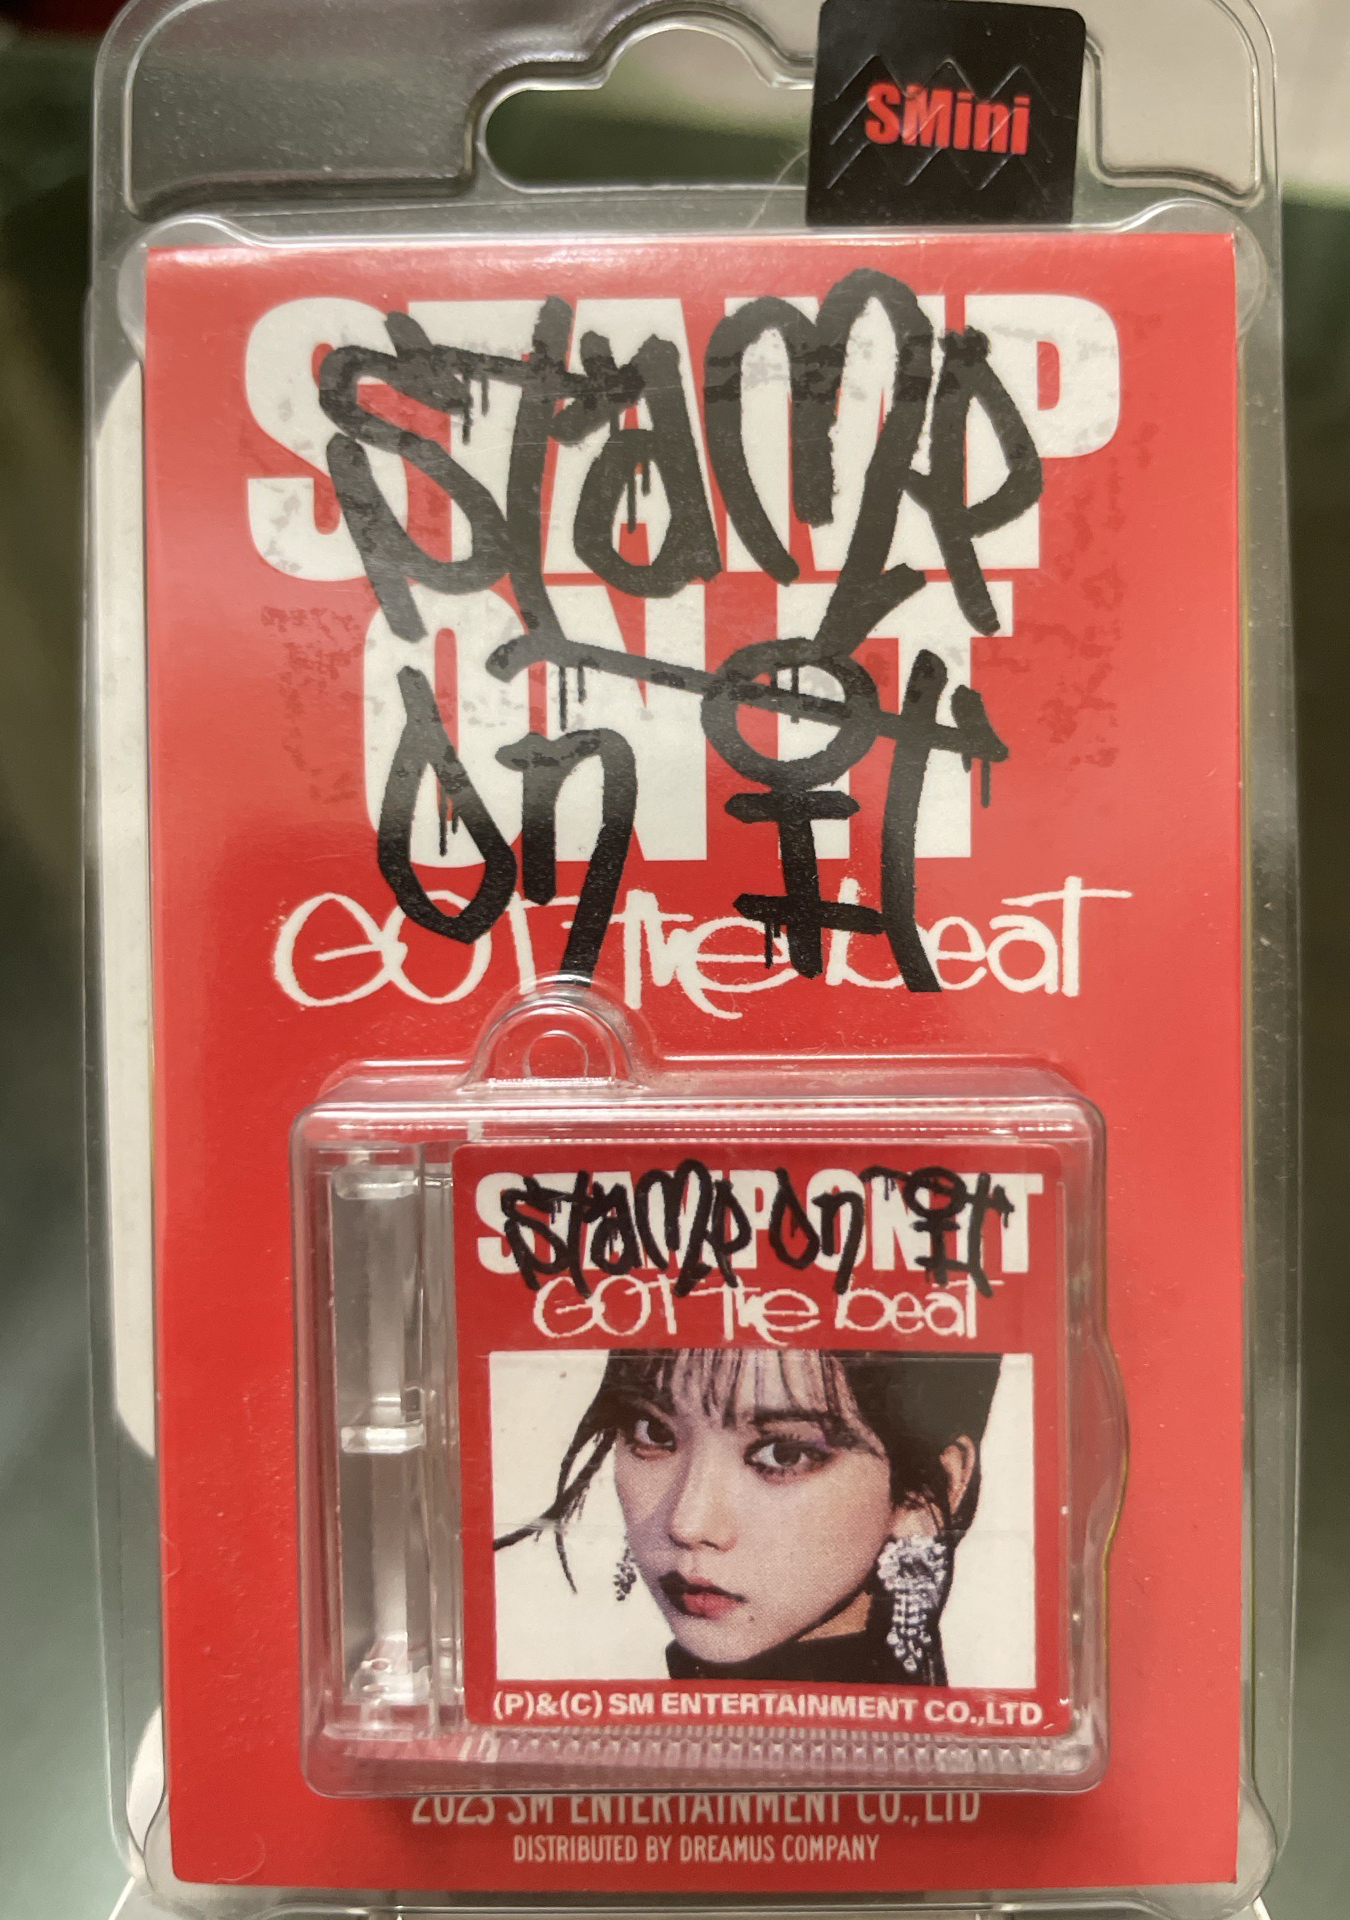 SMini
STAMP
ON IT
Stamp
on it
GOT the beat
STAMP ON IT
Stamp on it
GOT the beat
(P)&(C) SM ENTERTAINMENT CO.,LTD
2023 SM ENTERTAINMENT CO., LTD
DISTRIBUTED BY DREAMUS COMPANY